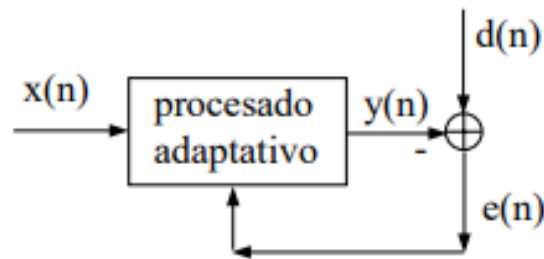 d(n)
x(n)
procesado
adaptativo
y(n)
-
e(n)